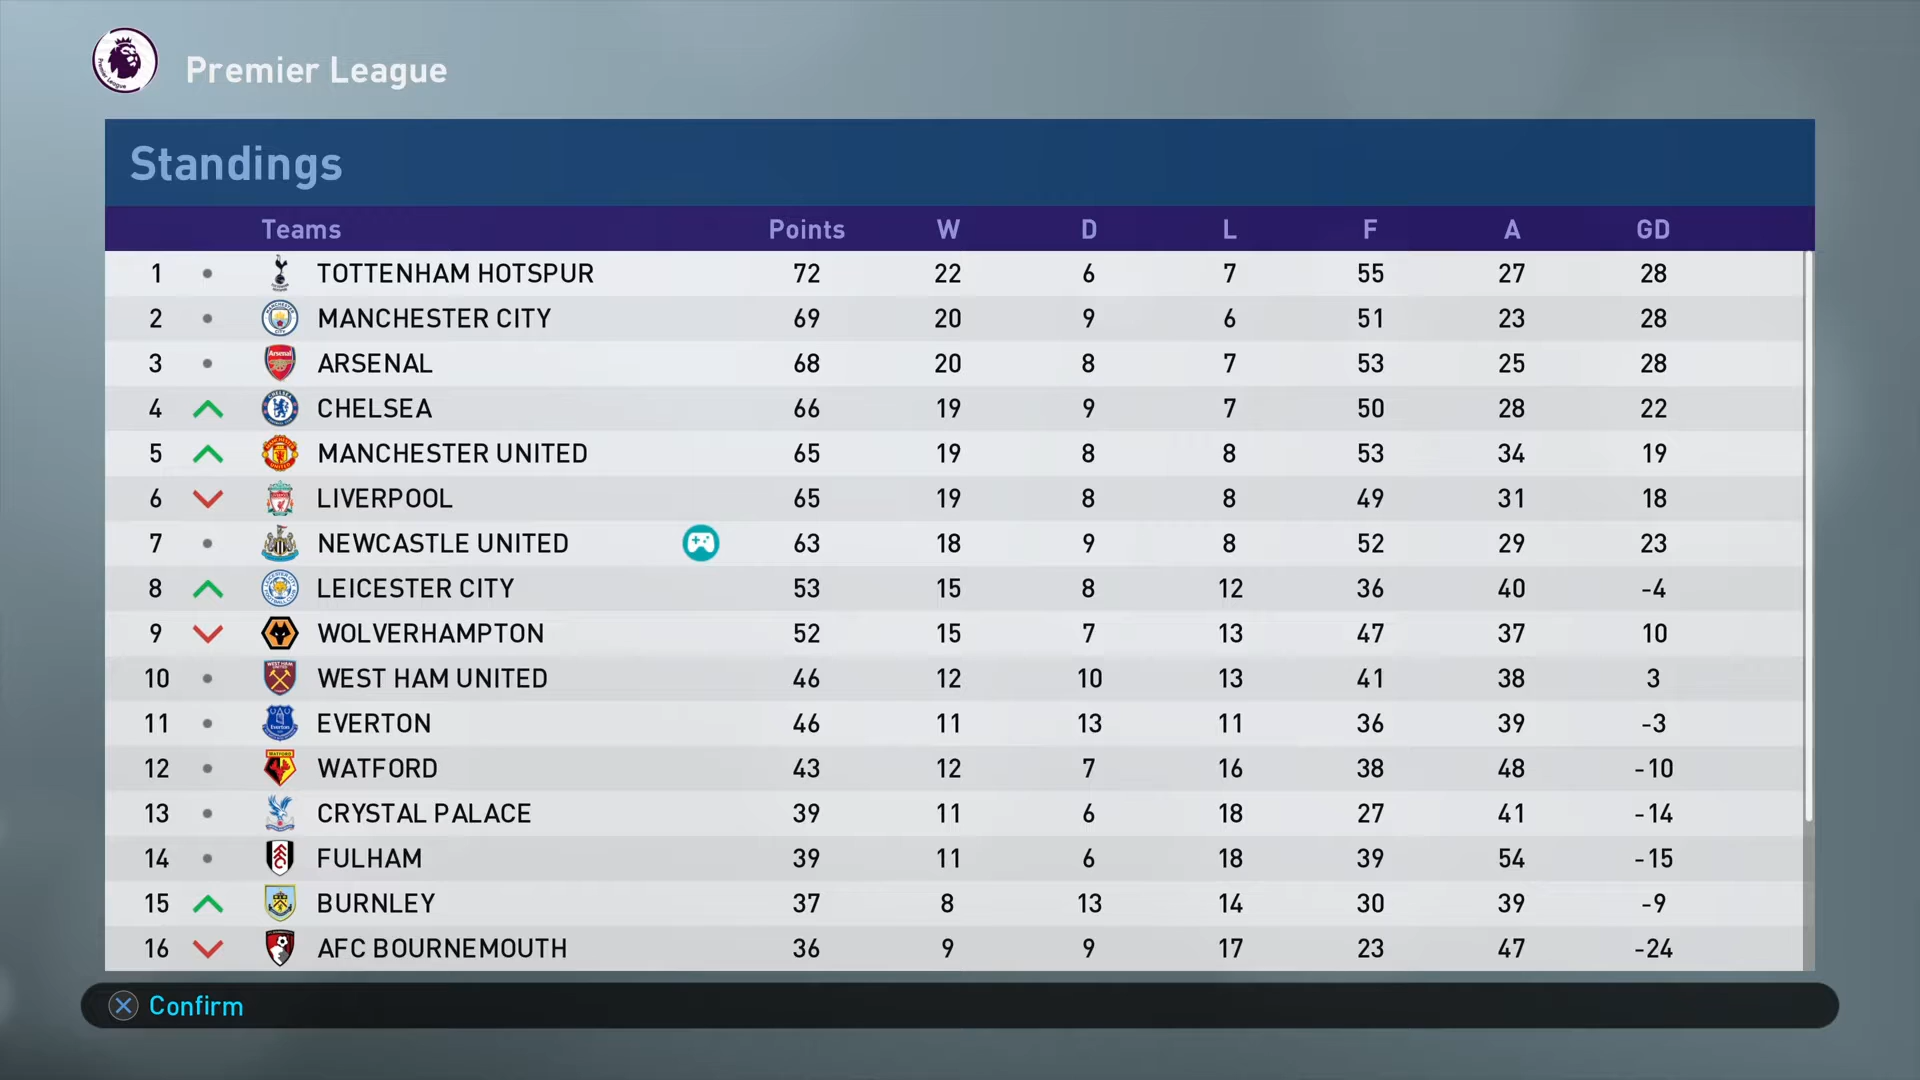 Premier League
Standings
Teams Points W D L F A GD
1 TOTTENHAM HOTSPUR 72 22 6 7 55 27 28
2 MANCHESTER CITY 69 20 9 6 51 23 28
3 ARSENAL 68 20 8 7 53 25 28
4 CHELSEA 66 19 9 7 50 28 22
5 MANCHESTER UNITED 65 19 8 8 53 34 19
6 LIVERPOOL 65 19 8 8 49 31 18
7 NEWCASTLE UNITED 63 18 9 8 52 29 23
8 LEICESTER CITY 53 15 8 12 36 40 -4
9 WOLVERHAMPTON 52 15 7 13 47 37 10
10 WEST HAM UNITED 46 12 10 13 41 38 3
11 EVERTON 46 11 13 11 36 39 -3
12 WATFORD 43 12 7 16 38 48 -10
13 CRYSTAL PALACE 39 11 6 18 27 41 -14
14 FULHAM 39 11 6 18 39 54 -15
15 BURNLEY 37 8 13 14 30 39 -9
16 AFC BOURNEMOUTH 36 9 9 17 23 47 -24
Confirm